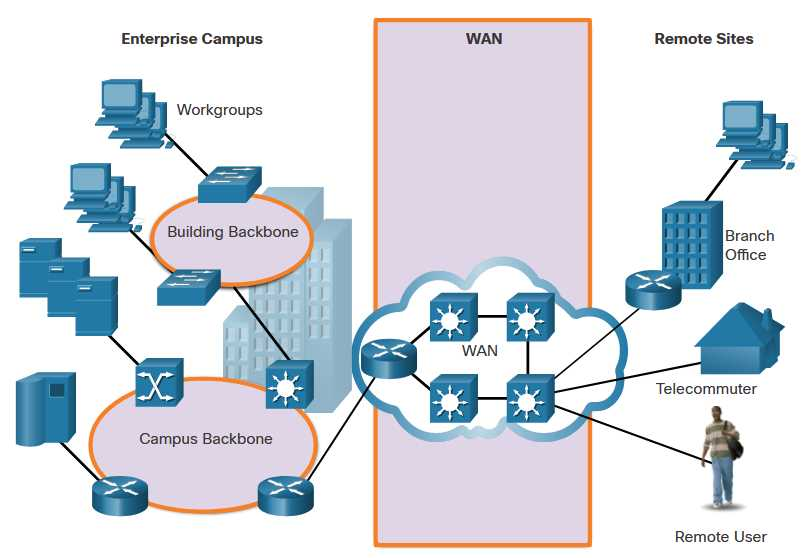 Enterprise Campus
WAN
Remote Sites
Workgroups
Building Backbone
Branch
Office
WAN
Telecommuter
Campus Backbone
Remote User